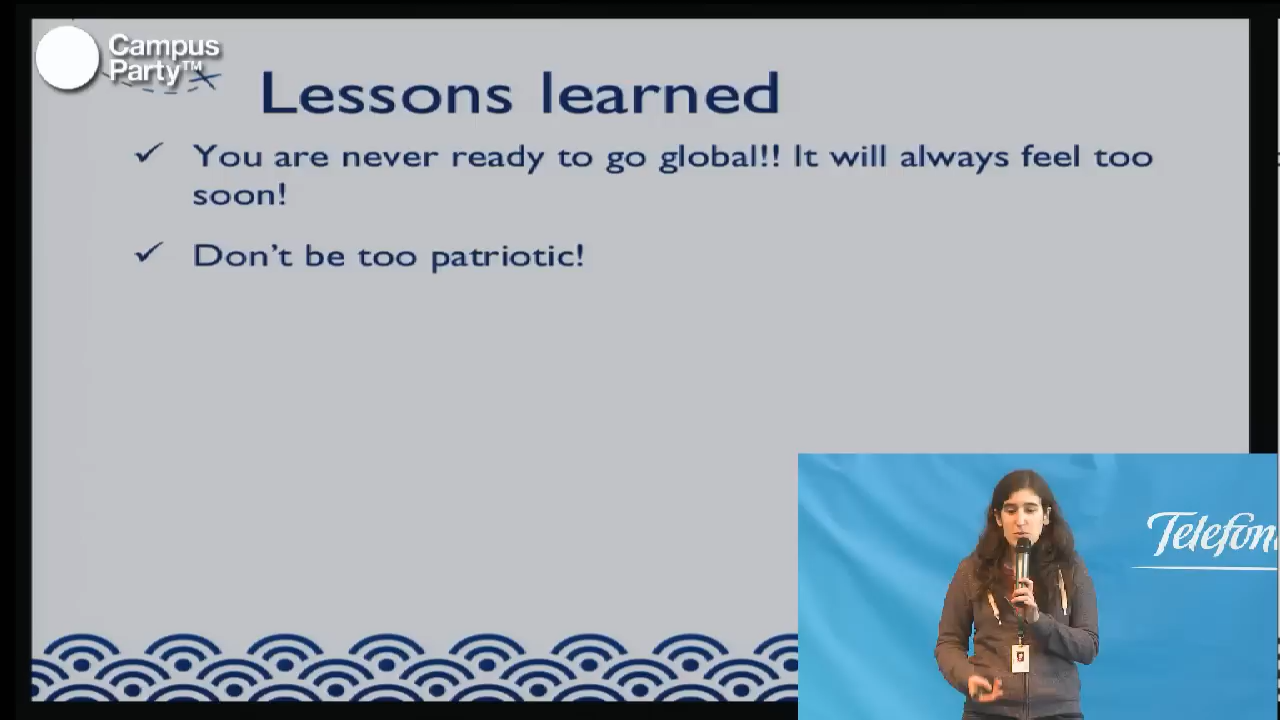 Campus
Party™
Lessons learned
✓ You are never ready to go global!! It will always feel too
soon!
✓ Don't be too patriotic!
Telefon